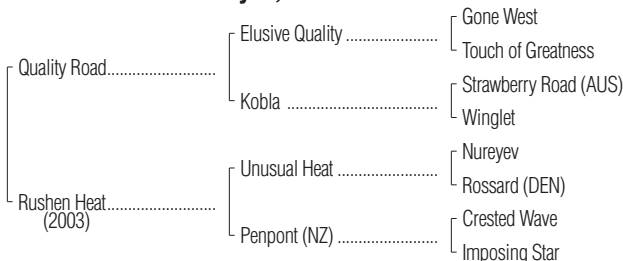 Gone West
Elusive Quality ......................
Touch of Greatness
Quality Road..........................
Strawberry Road (AUS)
Kobla ....................................
Winglet
Nureyev
Unusual Heat ........................
Rossard (DEN)
Rushen Heat..........................
(2003)
Crested Wave
Penpont (NZ) ........................
Imposing Star